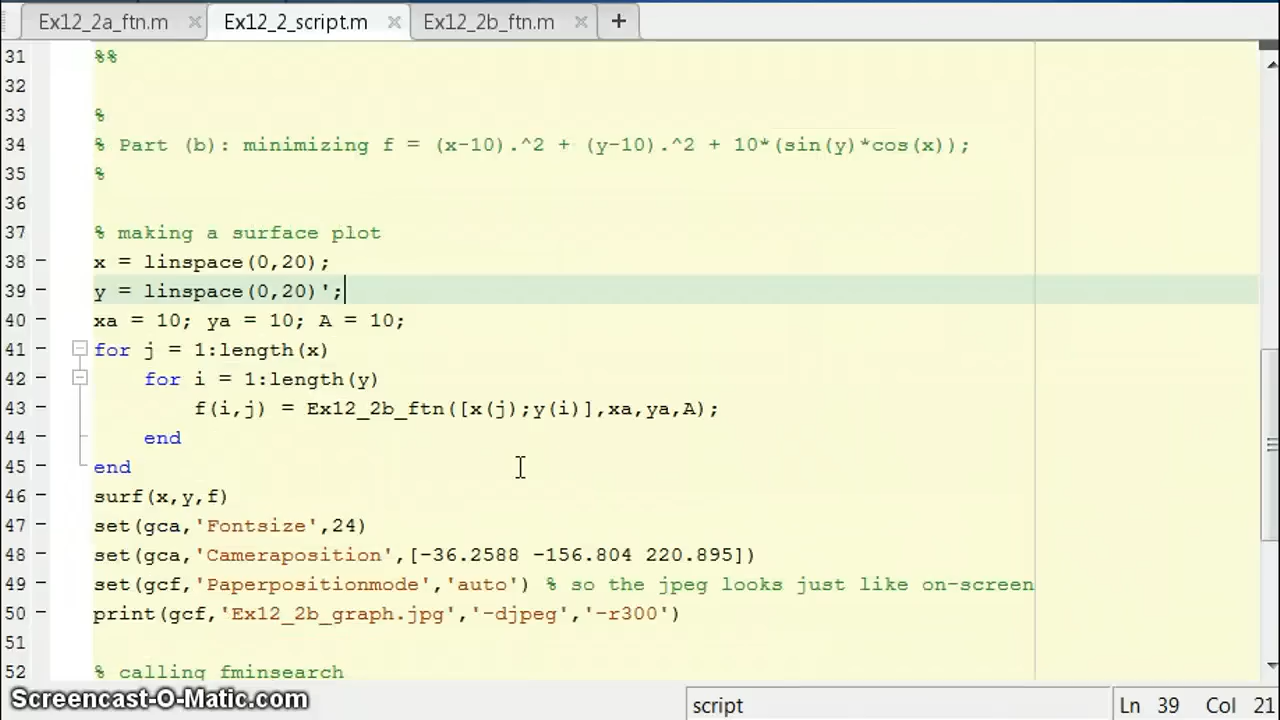 Ex12_2a_ftn.m × Ex12_2_script.m × Ex12_2b_ftn.m × +
31 %%
32
33 %
34 % Part (b): minimizing f = (x-10).^2 + (y-10).^2 + 10*(sin(y)*cos(x));
35 %
36
37 % making a surface plot
38 – x = linspace(0,20);
39 – y = linspace(0,20)';
40 – xa = 10; ya = 10; A = 10;
41 – for j = 1:length(x)
42 – for i = 1:length(y)
43 – f(i,j) = Ex12_2b_ftn([x(j);y(i)],xa,ya,A);
44 – end
45 – end
46 – surf(x,y,f)
47 – set(gca,'Fontsize',24)
48 – set(gca,'Cameraposition',[-36.2588 -156.804 220.895])
49 – set(gcf,'Paperpositionmode','auto') % so the jpeg looks just like on-screen
50 – print(gcf,'Ex12_2b_graph.jpg','-djpeg','-r300')
51
52 % calling fminsearch
Screencast-O-Matic.com script Ln 39 Col 21